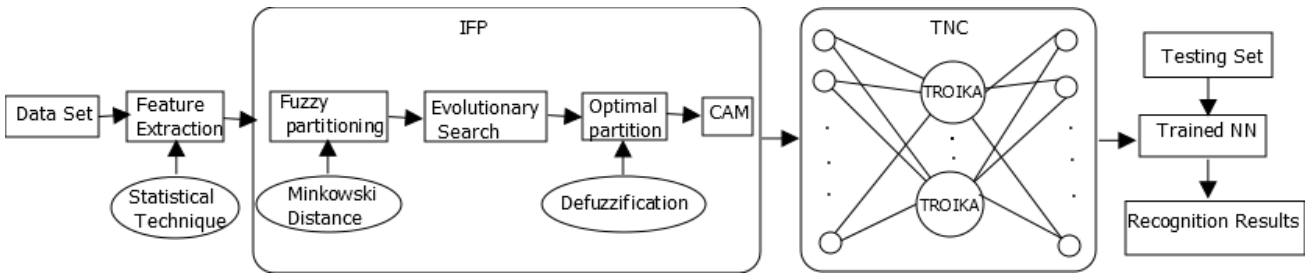 IFP
TNC
Data Set
Feature
Extraction
Statistical
Technique
Fuzzy
partitioning
Minkowski
Distance
Evolutionary
Search
Optimal
partition
Defuzzification
CAM
TROIKA
TROIKA
Testing Set
Trained NN
Recognition Results